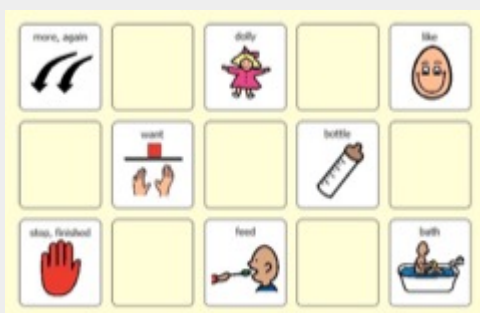 more, again
dolly
like
want
bottle
stop, finished
feed
bath